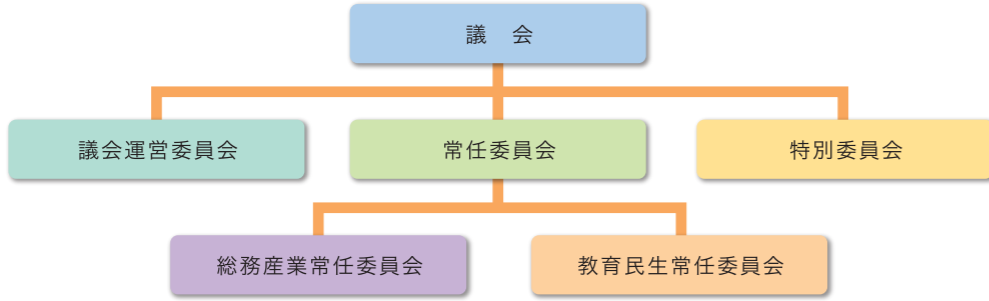 議　会
議会運営委員会
常任委員会
特別委員会
総務産業常任委員会
教育民生常任委員会